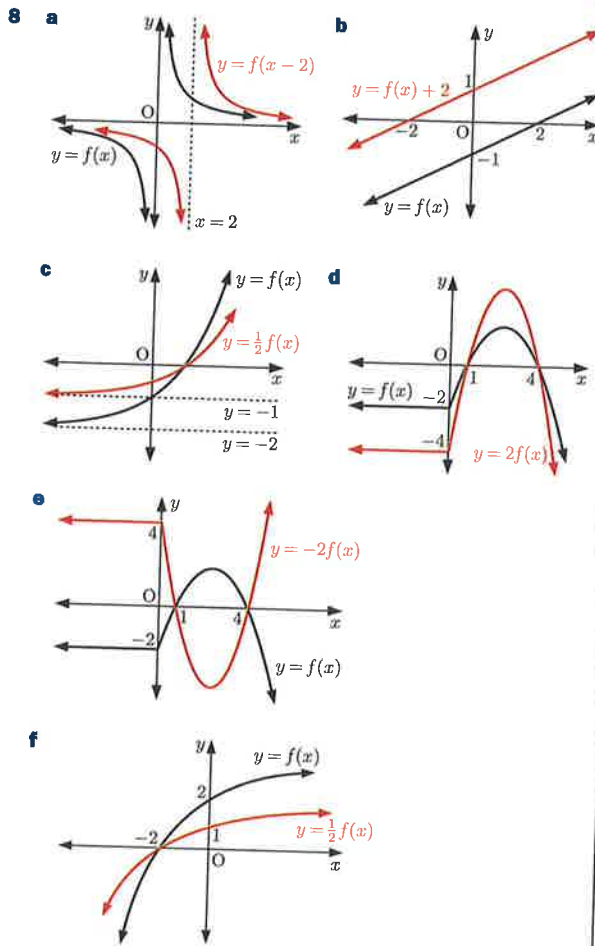 8 a
y = f(x − 2)
O
x
y = f(x)
x = 2
b
y
1
y = f(x) + 2
−2
O
2
x
−1
y = f(x)
c
y
y = f(x)
O
y = ½f(x)
x
y = −1
y = −2
d
y
O
1
4
x
y = f(x)
−2
−4
y = 2f(x)
e
y
4
y = −2f(x)
O
1
4
x
−2
y = f(x)
f
y
y = f(x)
2
−2
1
y = ½f(x)
O
x